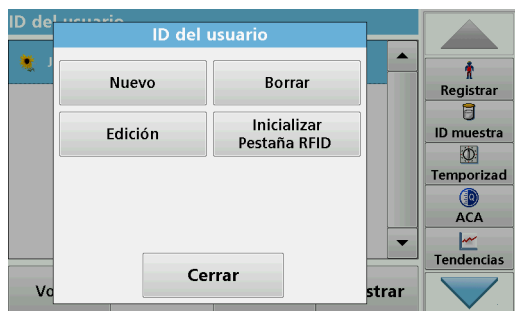 ID del usuario
ID del usuario
Nuevo
Borrar
Edición
Inicializar
Pestaña RFID
Cerrar
Registrar
ID muestra
Temporizad
ACA
Tendencias